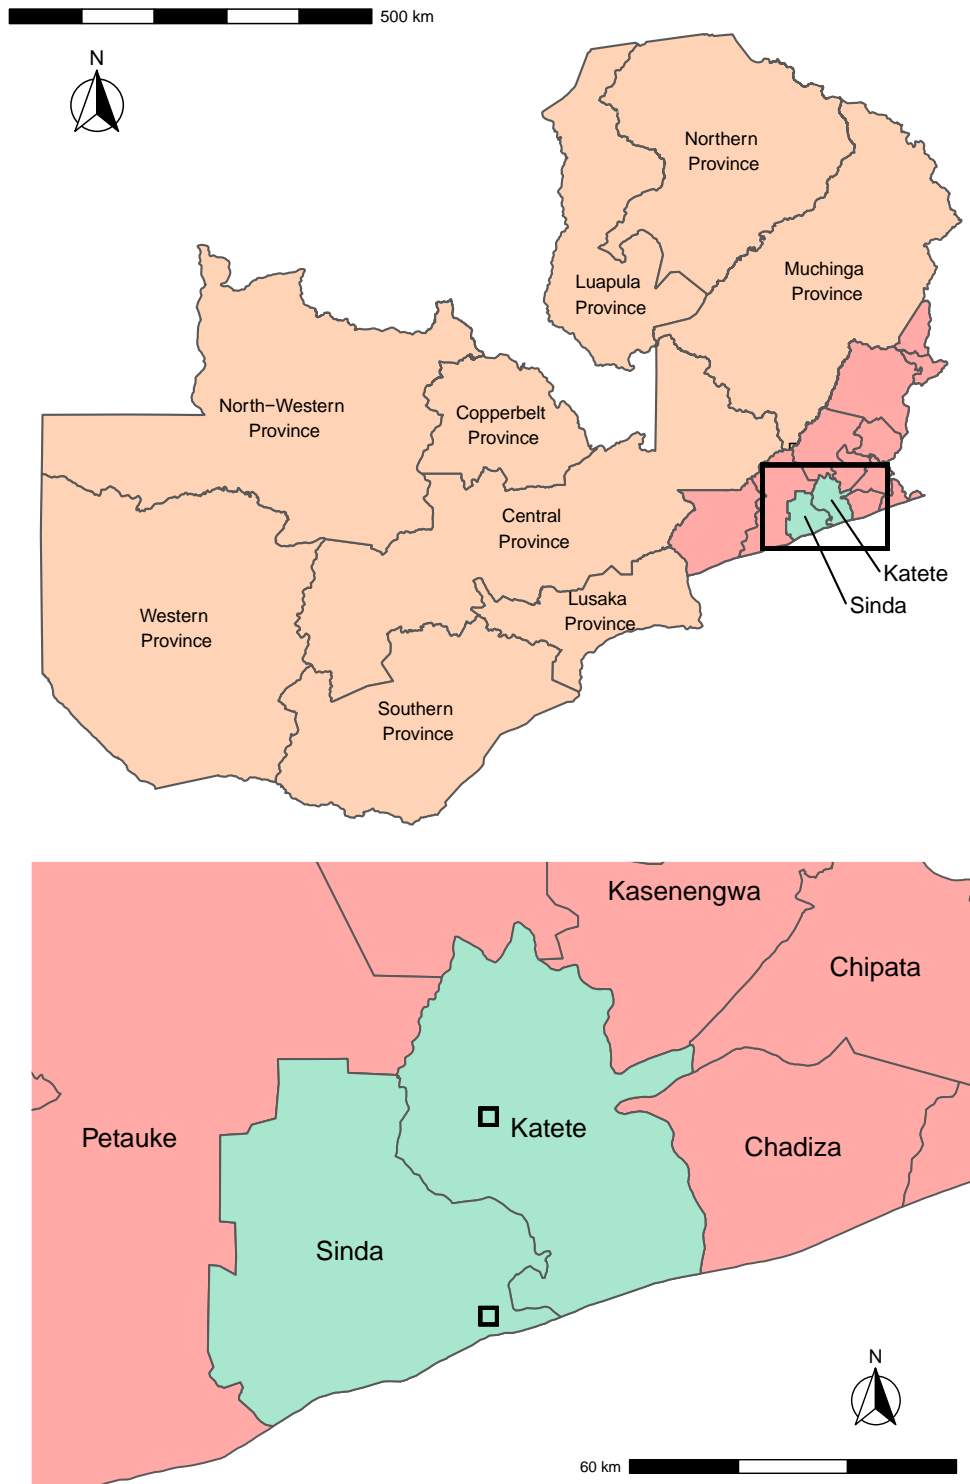 500 km
N
Northern
Province
Muchinga
Province
Luapula
Province
North−Western
Province
Copperbelt
Province
Central
Province
Katete
Sinda
Lusaka
Province
Western
Province
Southern
Province
Kasenengwa
Chipata
Petauke
Katete
Chadiza
Sinda
N
60 km